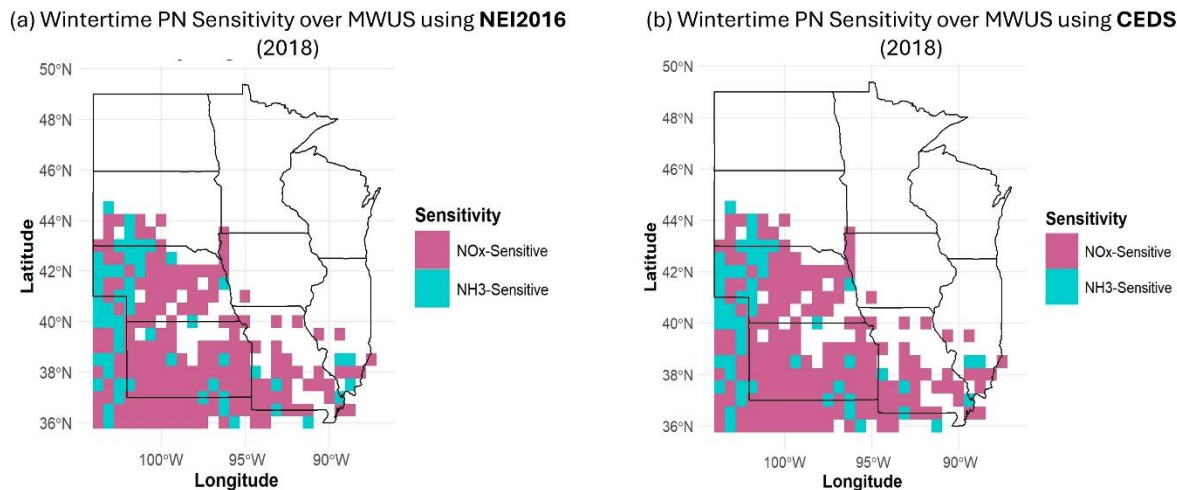 (a) Wintertime PN Sensitivity over MWUS using NEI2016
(2018)
50°N
48°N
46°N
44°N
42°N
40°N
38°N
36°N
Latitude
100°W
95°W
90°W
Longitude
Sensitivity
NOx-Sensitive
NH3-Sensitive
(b) Wintertime PN Sensitivity over MWUS using CEDS
(2018)
50°N
48°N
46°N
44°N
42°N
40°N
38°N
36°N
Latitude
100°W
95°W
90°W
Longitude
Sensitivity
NOx-Sensitive
NH3-Sensitive